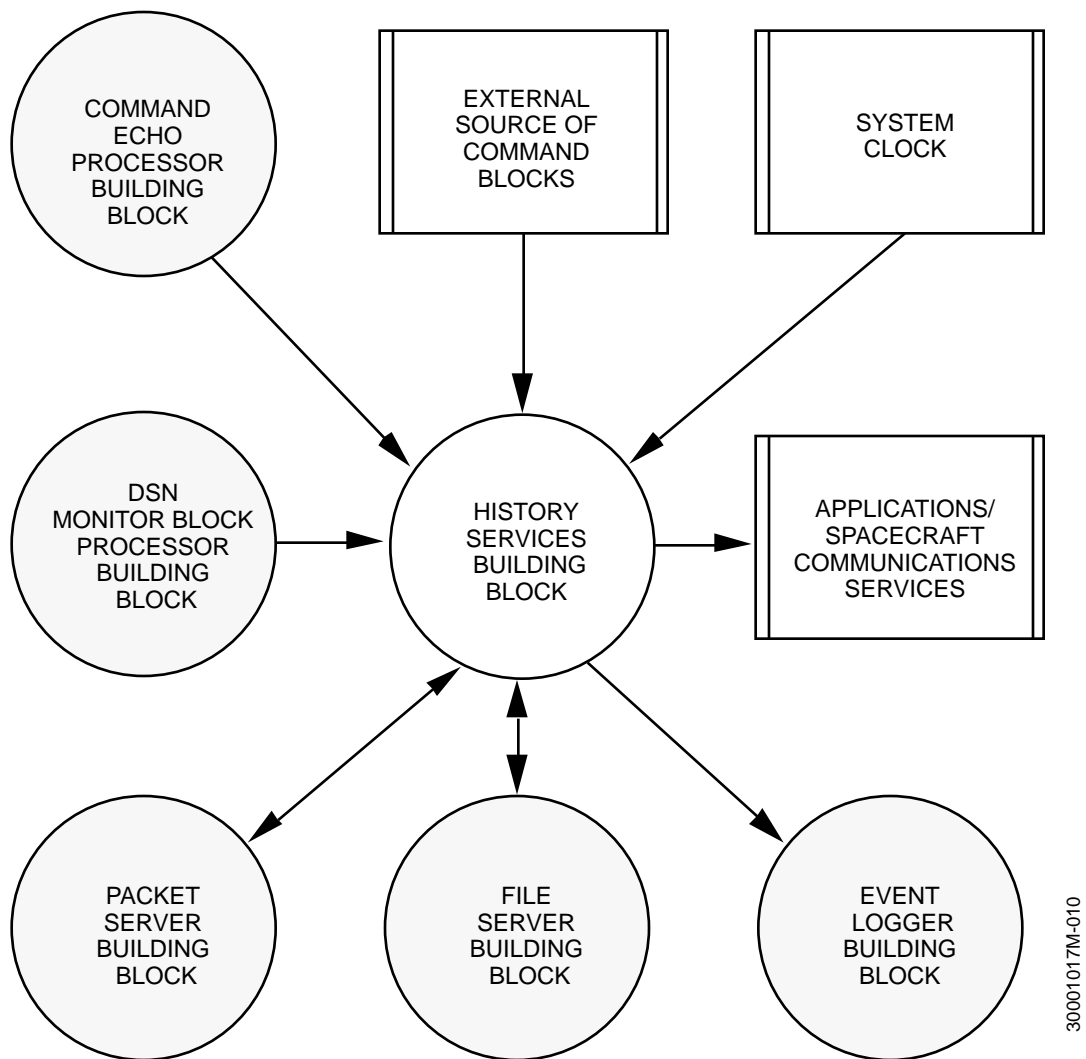 COMMAND
ECHO
PROCESSOR
BUILDING
BLOCK
EXTERNAL
SOURCE OF
COMMAND
BLOCKS
SYSTEM
CLOCK
DSN
MONITOR BLOCK
PROCESSOR
BUILDING
BLOCK
HISTORY
SERVICES
BUILDING
BLOCK
APPLICATIONS/
SPACECRAFT
COMMUNICATIONS
SERVICES
PACKET
SERVER
BUILDING
BLOCK
FILE
SERVER
BUILDING
BLOCK
EVENT
LOGGER
BUILDING
BLOCK
30001017M-010